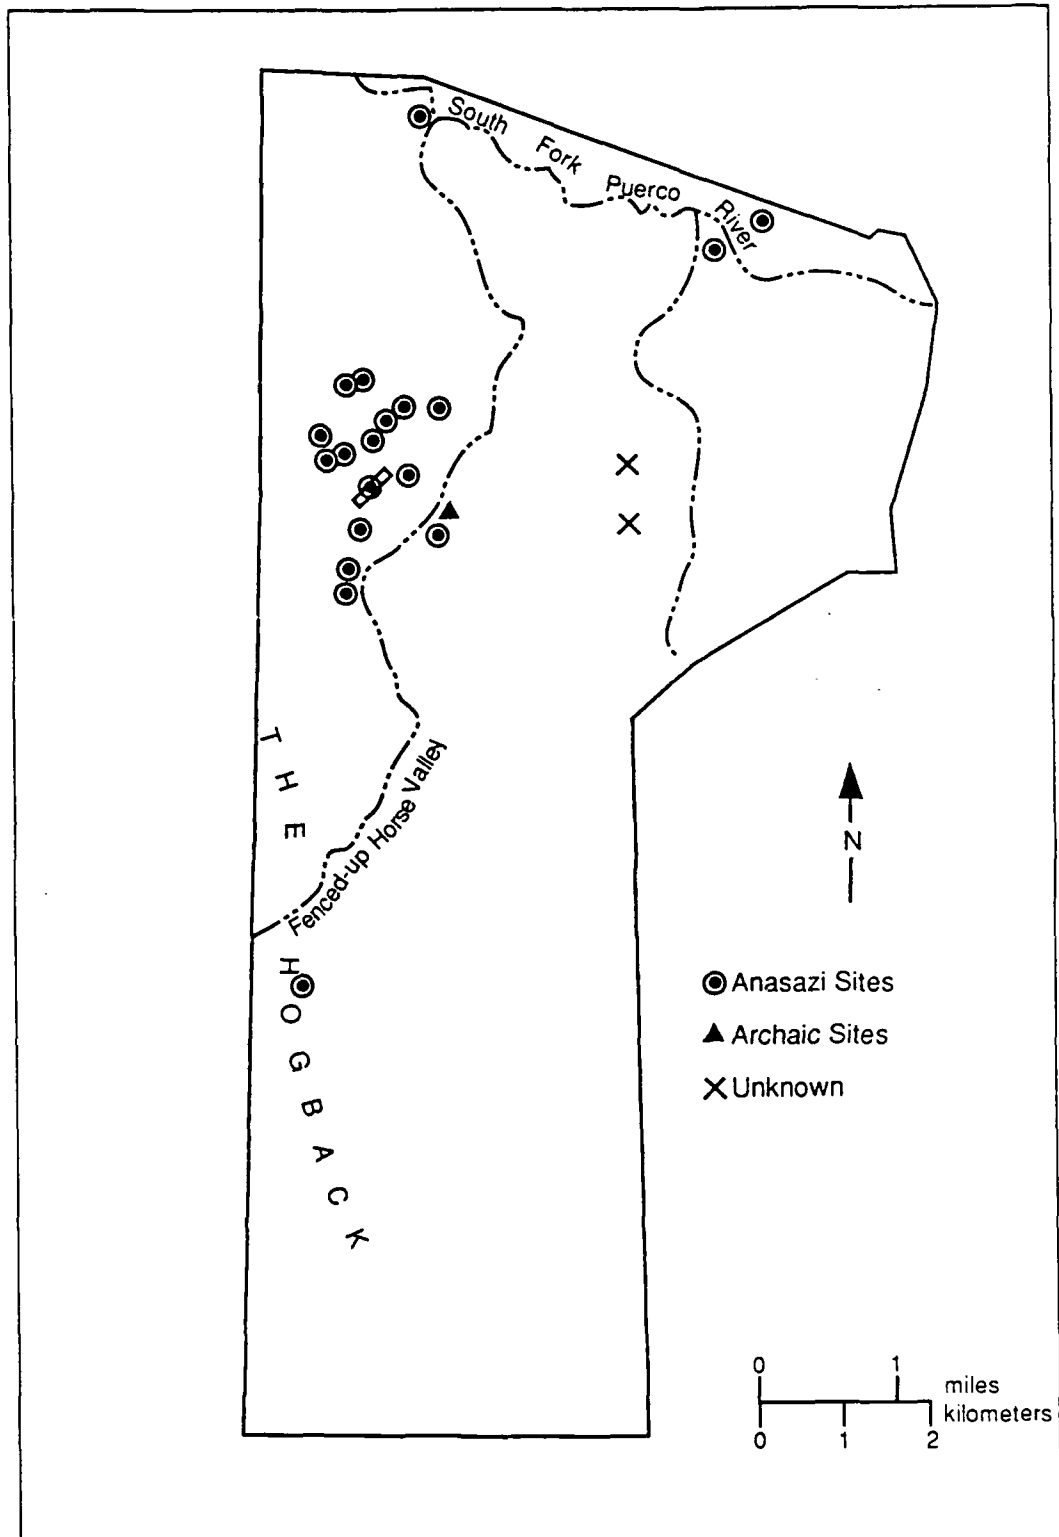 South Fork Puerco River
THE HOGBACK
Fenced-up Horse Valley
N
Anasazi Sites
Archaic Sites
Unknown
0 1
miles
kilometers
0 1 2